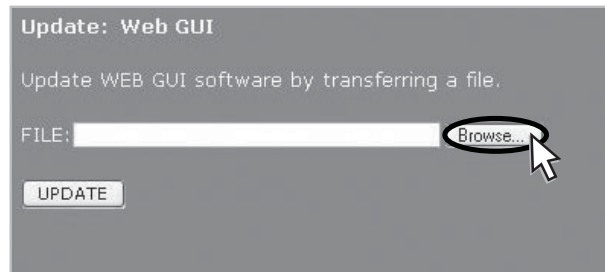 Update: Web GUI
Update WEB GUI software by transferring a file.
FILE: Browse...
UPDATE